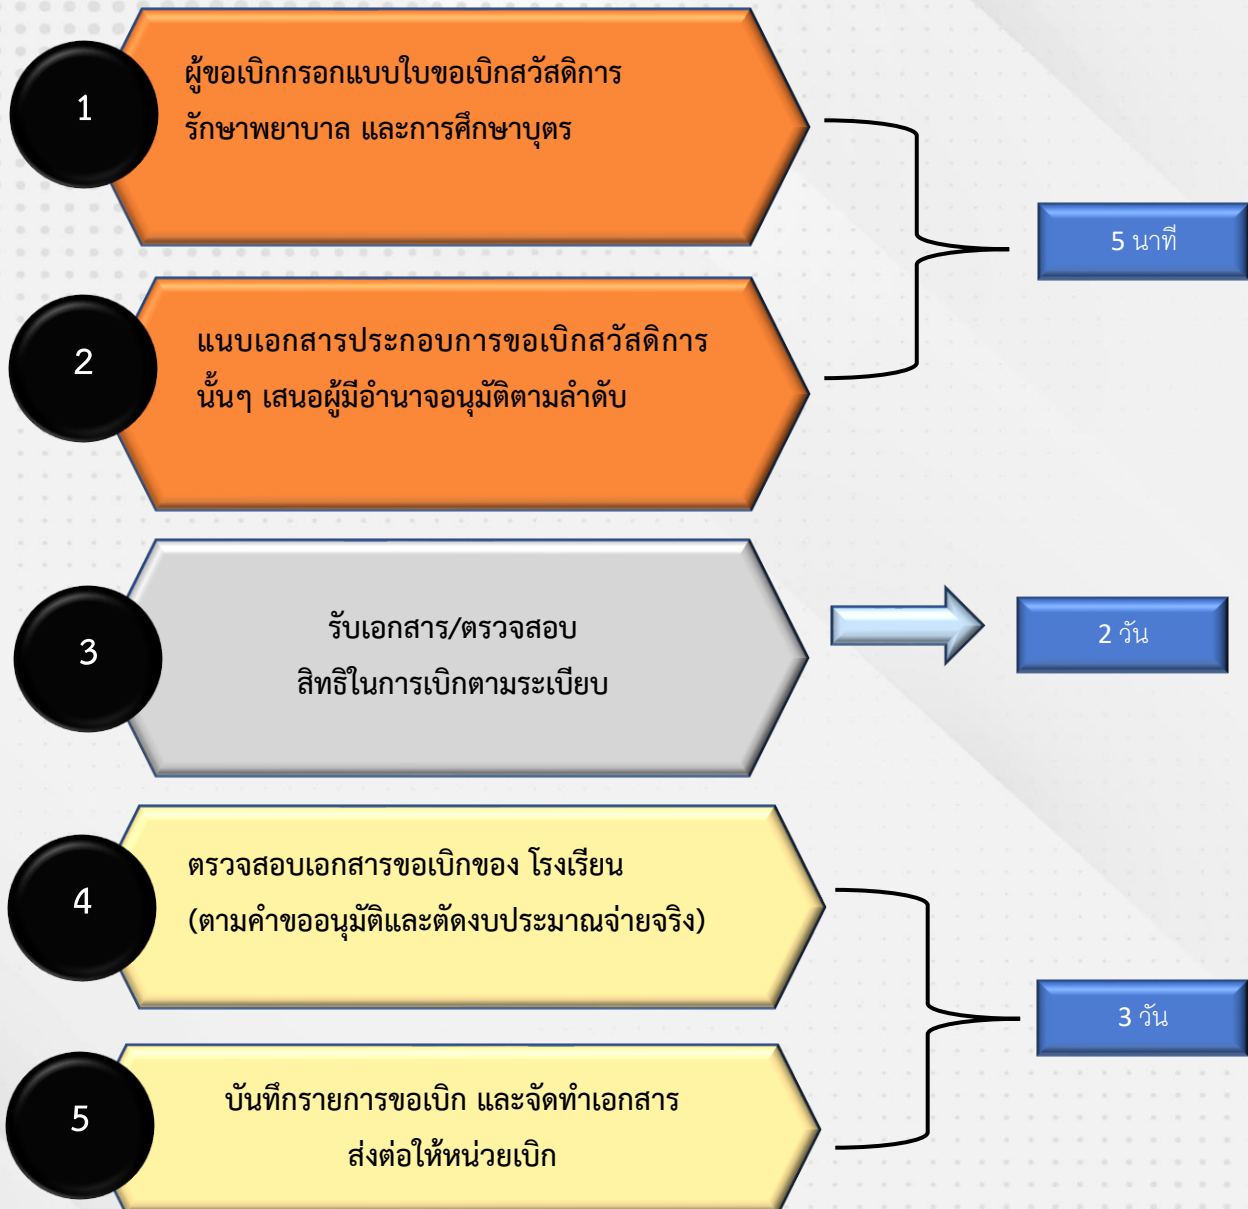 1
ผู้ขอเบิกกรอกแบบใบขอเบิกสวัสดิการ
รักษาพยาบาล และการศึกษาบุตร
5 นาที
2
แนบเอกสารประกอบการขอเบิกสวัสดิการ
นั้นๆ เสนอผู้มีอำนาจอนุมัติตามลำดับ
3
รับเอกสาร/ตรวจสอบ
สิทธิในการเบิกตามระเบียบ
2 วัน
4
ตรวจสอบเอกสารขอเบิกของ โรงเรียน
(ตามคำขออนุมัติและตัดงบประมาณจ่ายจริง)
3 วัน
5
บันทึกรายการขอเบิก และจัดทำเอกสาร
ส่งต่อให้หน่วยเบิก